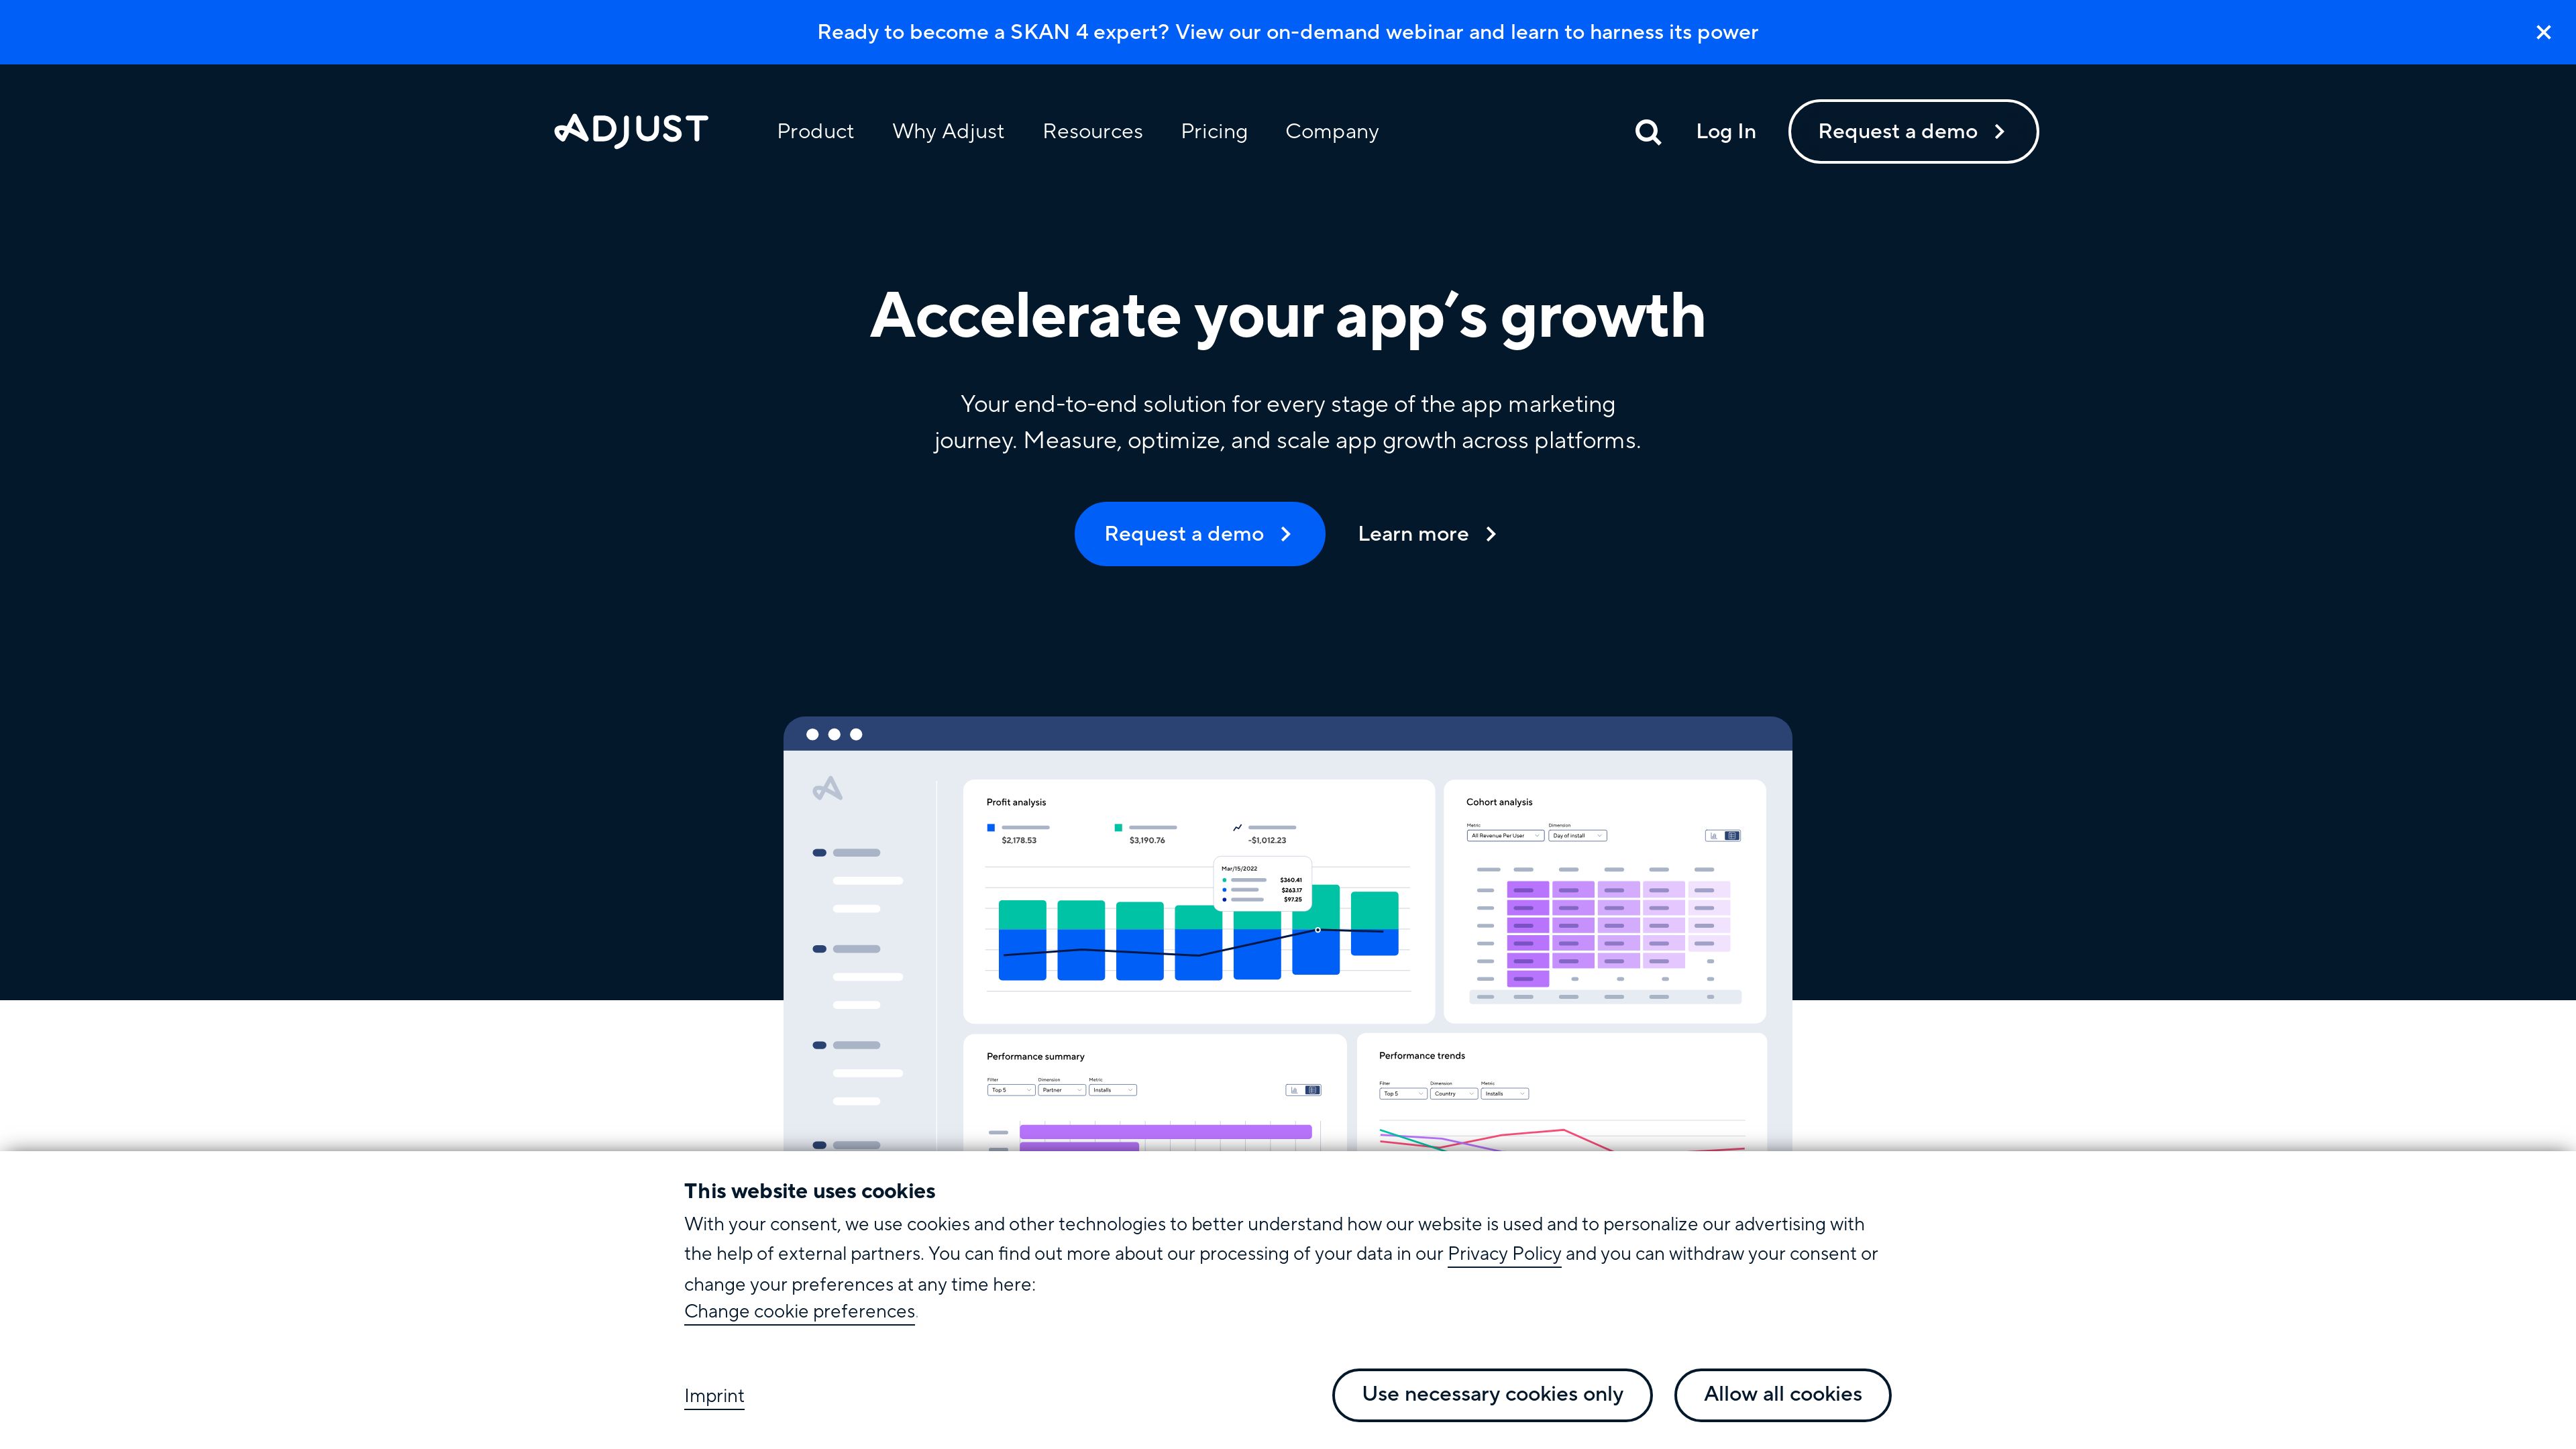 Ready to become a SKAN 4 expert? View our on-demand webinar and learn to harness its power
ADJUST
Product
Why Adjust
Resources
Pricing
Company
Log In
Request a demo
Accelerate your app's growth
Your end-to-end solution for every stage of the app marketing
journey. Measure, optimize, and scale app growth across platforms.
Request a demo
Learn more
Profit analysis
$2,178.53
$3,190.76
-$1,012.23
Mar/15/2022
$360.41
$263.17
$97.25
Cohort analysis
Metric
Dimension
All Revenue Per User
Day of install
Performance summary
Filter
Dimension
Metric
Top 5
Partner
Installs
Performance trends
Filter
Dimension
Metric
Top 5
Country
Installs
This website uses cookies
With your consent, we use cookies and other technologies to better understand how our website is used and to personalize our advertising with
the help of external partners. You can find out more about our processing of your data in our Privacy Policy and you can withdraw your consent or
change your preferences at any time here:
Change cookie preferences.
Imprint
Use necessary cookies only
Allow all cookies